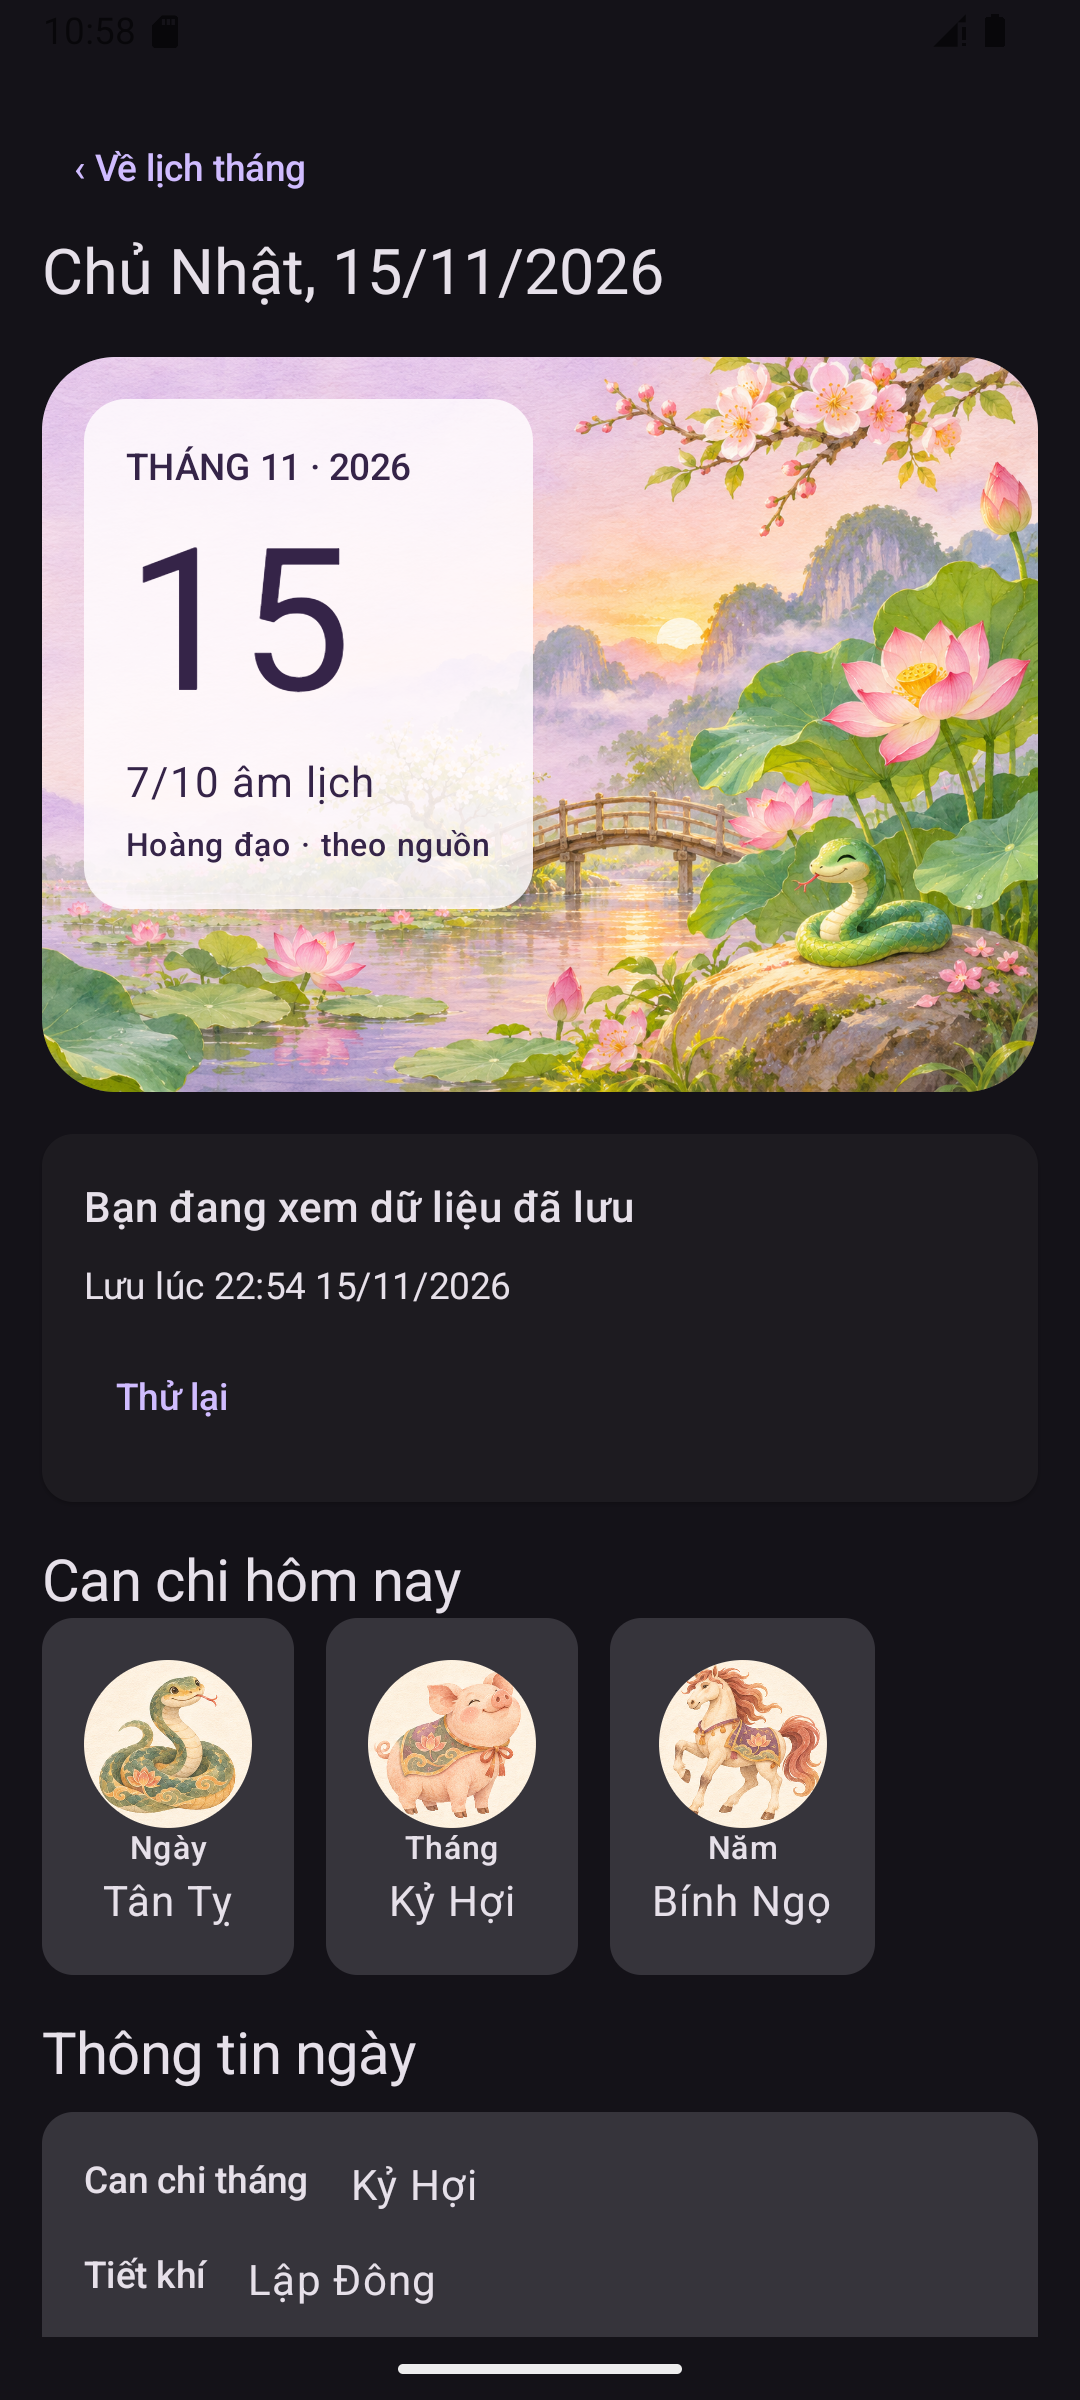 10:58
‹ Về lịch tháng
Chủ Nhật, 15/11/2026
THÁNG 11 · 2026
15
7/10 âm lịch
Hoàng đạo · theo nguồn
Bạn đang xem dữ liệu đã lưu
Lưu lúc 22:54 15/11/2026
Thử lại
Can chi hôm nay
Ngày
Tân Tỵ
Tháng
Kỷ Hợi
Năm
Bính Ngọ
Thông tin ngày
Can chi tháng Kỷ Hợi
Tiết khí Lập Đông